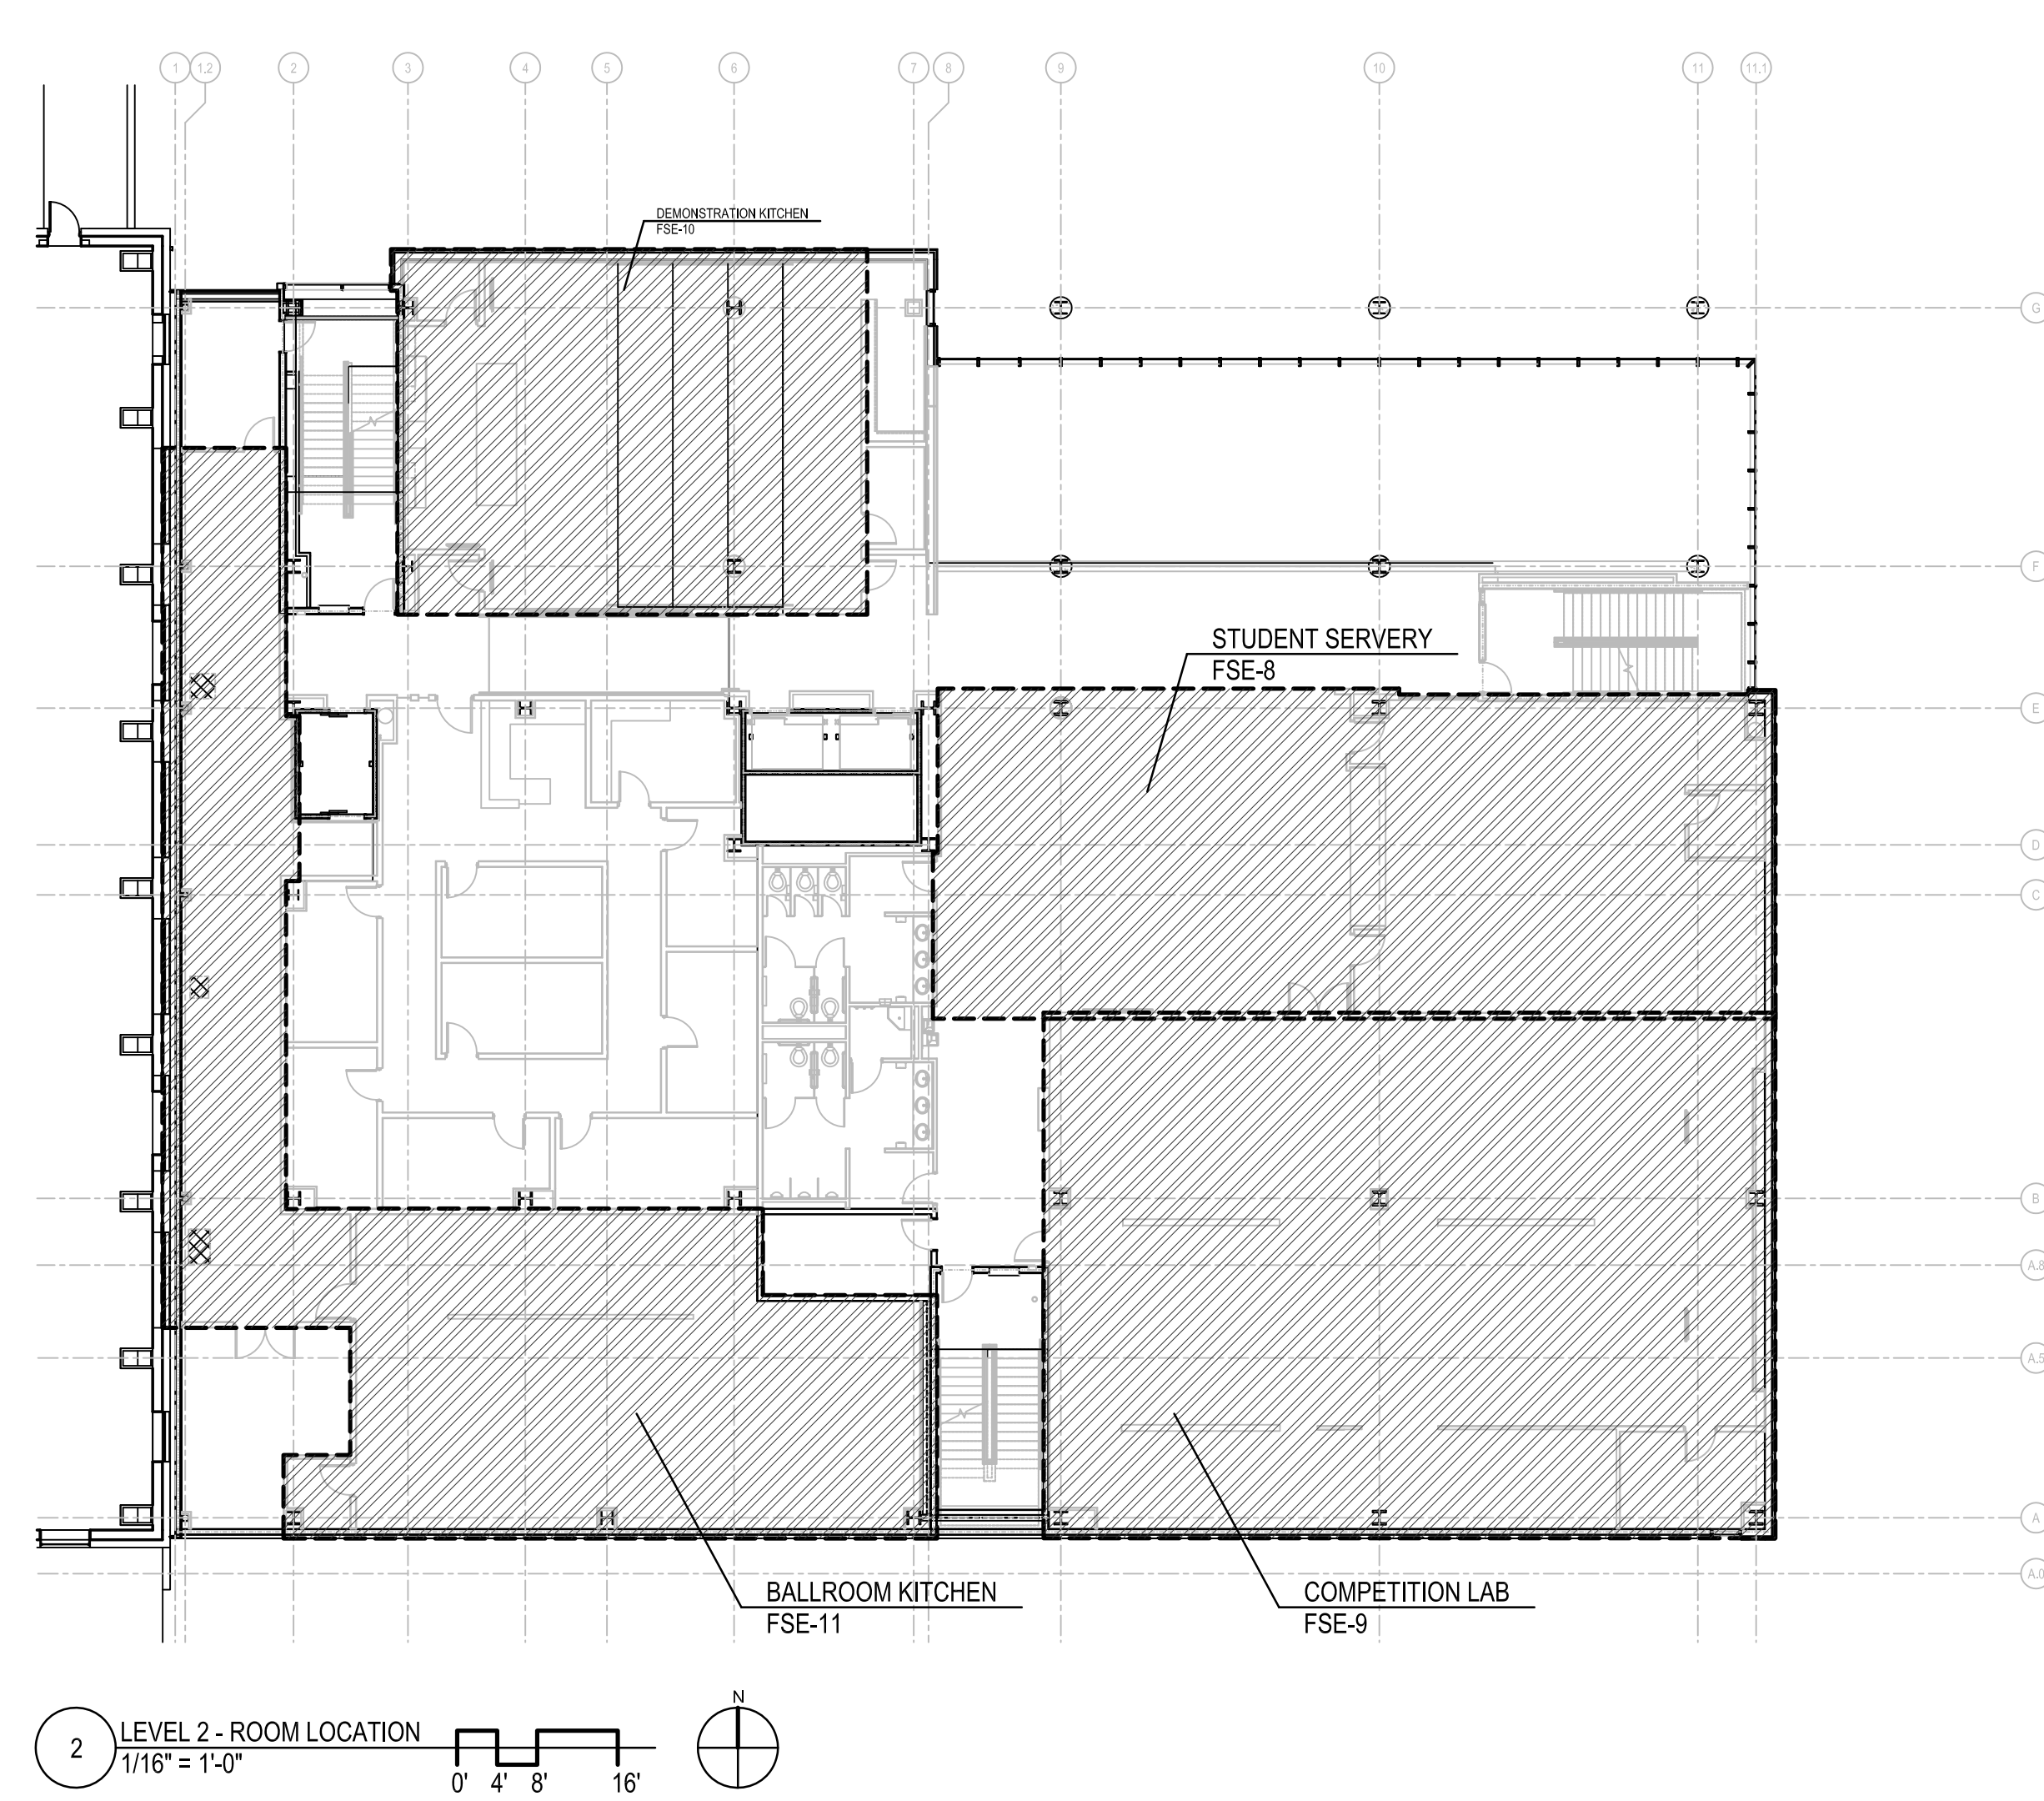 1 1.2 2 3 4 5 6 7 8 9 10 11 11.1
DEMONSTRATION KITCHEN
FSE-10
G
F
STUDENT SERVERY
FSE-8
E
D
C
B
A.8
A.5
A
A.0
BALLROOM KITCHEN
FSE-11
COMPETITION LAB
FSE-9
N
2
LEVEL 2 - ROOM LOCATION
1/16" = 1'-0"
0' 4' 8' 16'